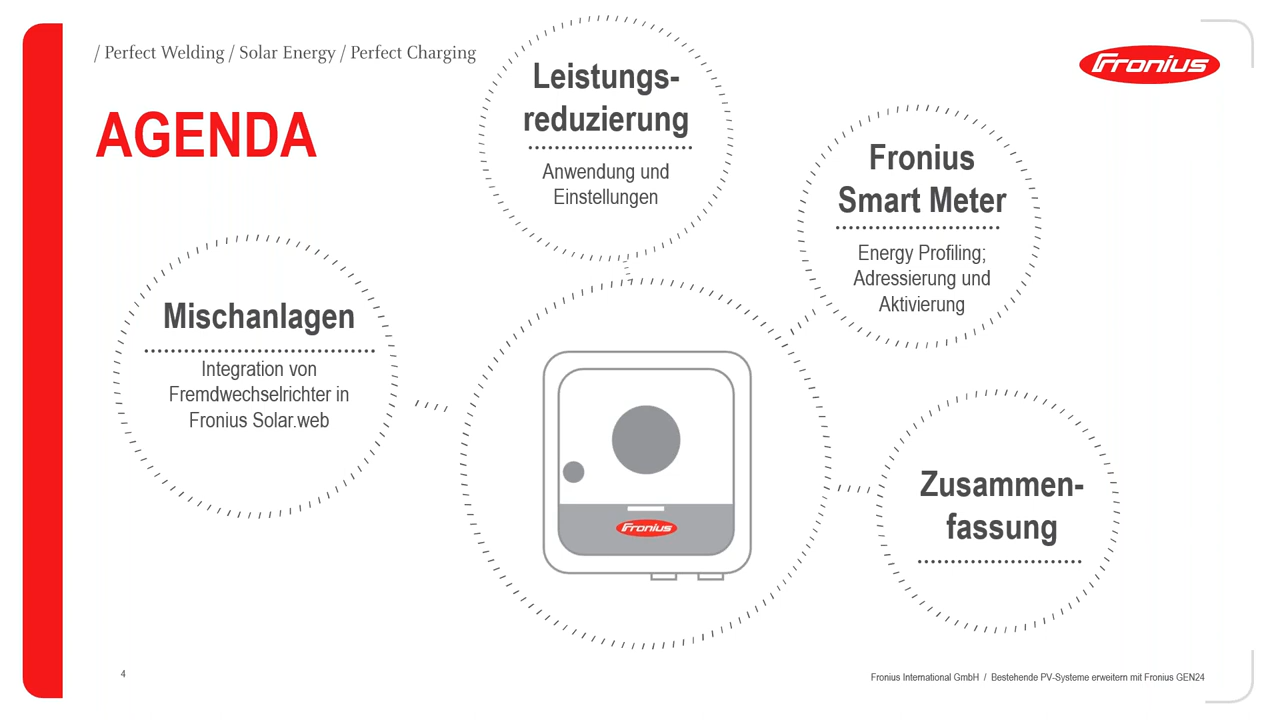 / Perfect Welding / Solar Energy / Perfect Charging
Fronius
AGENDA
Mischanlagen
Integration von
Fremdwechselrichter in
Fronius Solar.web
Leistungs-
reduzierung
Anwendung und
Einstellungen
Fronius
Smart Meter
Energy Profiling;
Adressierung und
Aktivierung
Zusammen-
fassung
Fronius
4
Fronius International GmbH / Bestehende PV-Systeme erweitern mit Fronius GEN24